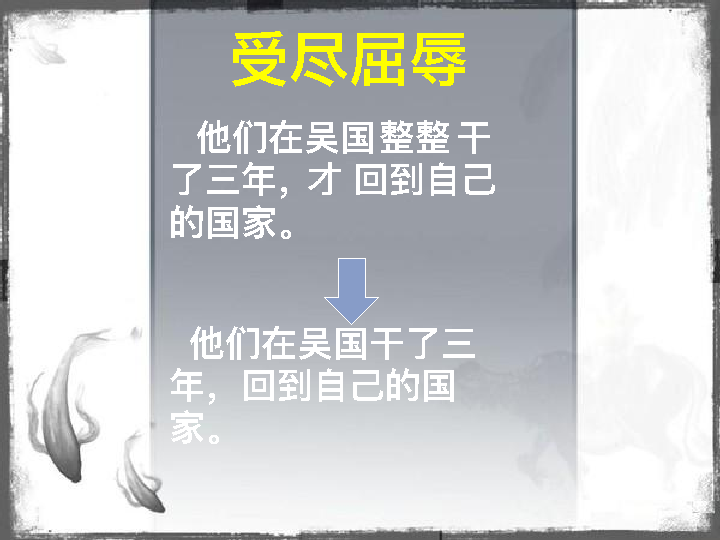 受尽屈辱
他们在吴国整整 干
了三年，才 回到自己
的国家。
他们在吴国干了三
年， 回到自己的国
家。